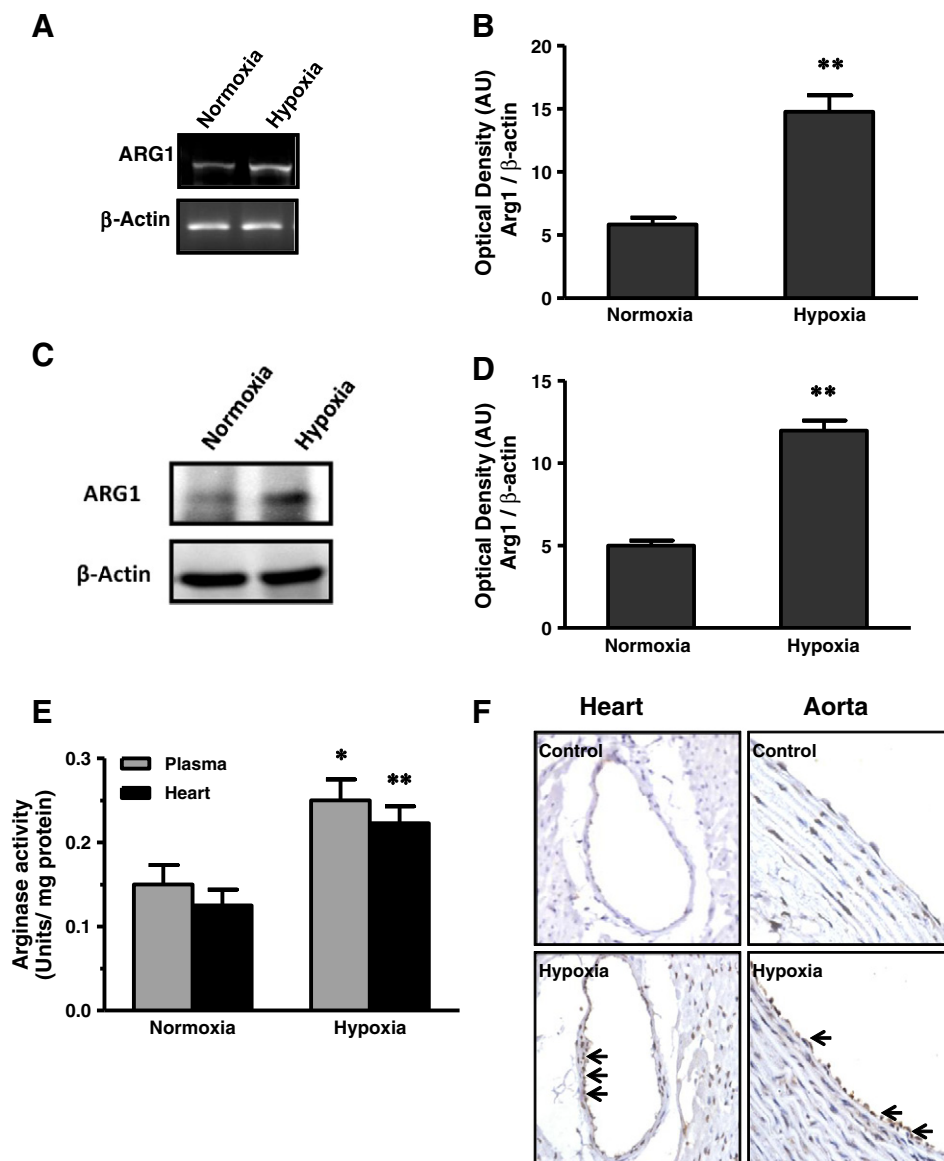 A
Normoxia
Hypoxia
ARG1
β-Actin
B
Optical Density (AU)
Arg1 / β-actin
20
15
10
5
0
**
Normoxia
Hypoxia
C
Normoxia
Hypoxia
ARG1
β-Actin
D
Optical Density (AU)
Arg1 / β-actin
15
10
5
0
**
Normoxia
Hypoxia
E
Arginase activity
(Units/ mg protein)
0.3
0.2
0.1
0.0
Plasma
Heart
*
**
Normoxia
Hypoxia
F
Heart
Aorta
Control
Control
Hypoxia
Hypoxia